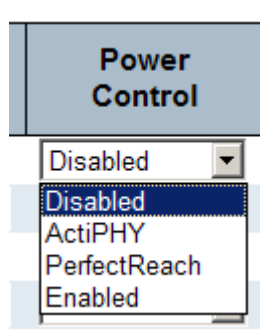 Power
Control
Disabled
Disabled
ActiPHY
PerfectReach
Enabled